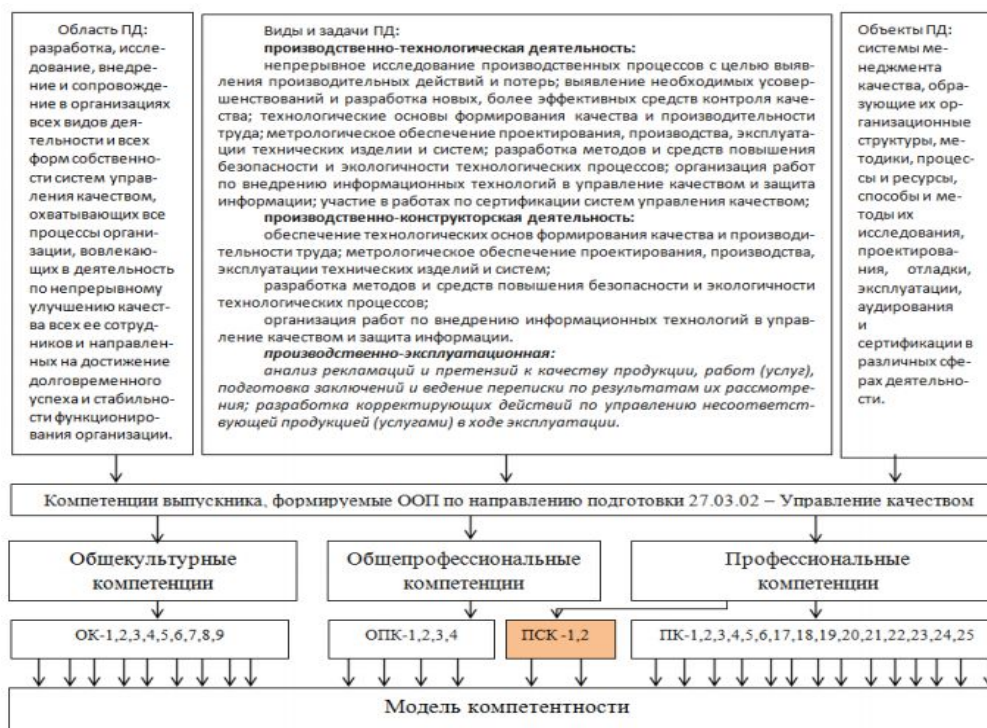 Область ПД:
разработка, иссле-
дование, внедре-
ние и сопровожде-
ние в организациях
всех видов дея-
тельности и всех
форм собственно-
сти систем управ-
ления качеством,
охватывающих все
процессы органи-
зации, вовлекаю-
щих в деятельность
по непрерывному
улучшению качест-
ва всех ее сотруд-
ников и направлен-
ных на достижение
долговременного
успеха и стабильно-
сти функциониро-
вания организации.
Виды и задачи ПД:
производственно-технологическая деятельность:
непрерывное исследование производственных процессов с целью выяв-
ления производительных действий и потерь; выявление необходимых усовер-
шенствований и разработка новых, более эффективных средств контроля каче-
ства; технологические основы формирования качества и производительности
труда; метрологическое обеспечение проектирования, производства, эксплуата-
ции технических изделии и систем; разработка методов и средств повышения
безопасности и экологичности технологических процессов; организация работ
по внедрению информационных технологий в управление качеством и защита
информации; участие в работах по сертификации систем управления качеством;
производственно-конструкторская деятельность:
обеспечение технологических основ формирования качества и производи-
тельности труда; метрологическое обеспечение проектирования, производства,
эксплуатации технических изделий и систем;
разработка методов и средств повышения безопасности и экологичности
технологических процессов;
организация работ по внедрению информационных технологий в управ-
ление качеством и защита информации.
производственно-эксплуатационная:
анализ рекламаций и претензий к качеству продукции, работ (услуг),
подготовка заключений и ведение переписки по результатам их рассмотре-
ния; разработка корректирующих действий по управлению несоответст-
вующей продукцией (услугами) в ходе эксплуатации.
Объекты ПД:
системы ме-
неджмента
качества, обра-
зующие их ор-
ганизационные
структуры, ме-
тодики, процес-
сы и ресурсы,
способы и ме-
тоды их
исследования,
проектирова-
ния, отладки,
эксплуатации,
аудирования
и
сертификации в
различных сфе-
рах деятельно-
сти.
Компетенции выпускника, формируемые ООП по направлению подготовки 27.03.02 – Управление качеством
Общекультурные
компетенции
Общепрофессиональные
компетенции
Профессиональные
компетенции
ОК-1,2,3,4,5,6,7,8,9
ОПК-1,2,3,4
ПСК -1,2
ПК-1,2,3,4,5,6,17,18,19,20,21,22,23,24,25
Модель компетентности